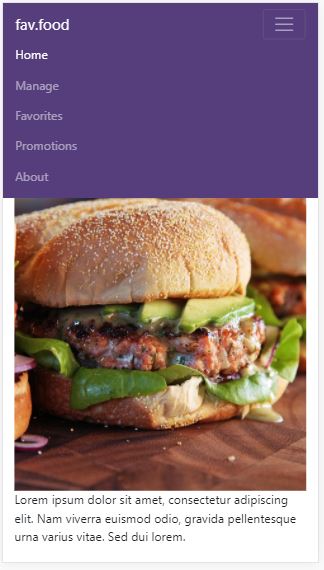 fav.food
Home
Manage
Favorites
Promotions
About
Lorem ipsum dolor sit amet, consectetur adipiscing
elit. Nam viverra euismod odio, gravida pellentesque
urna varius vitae. Sed dui lorem.